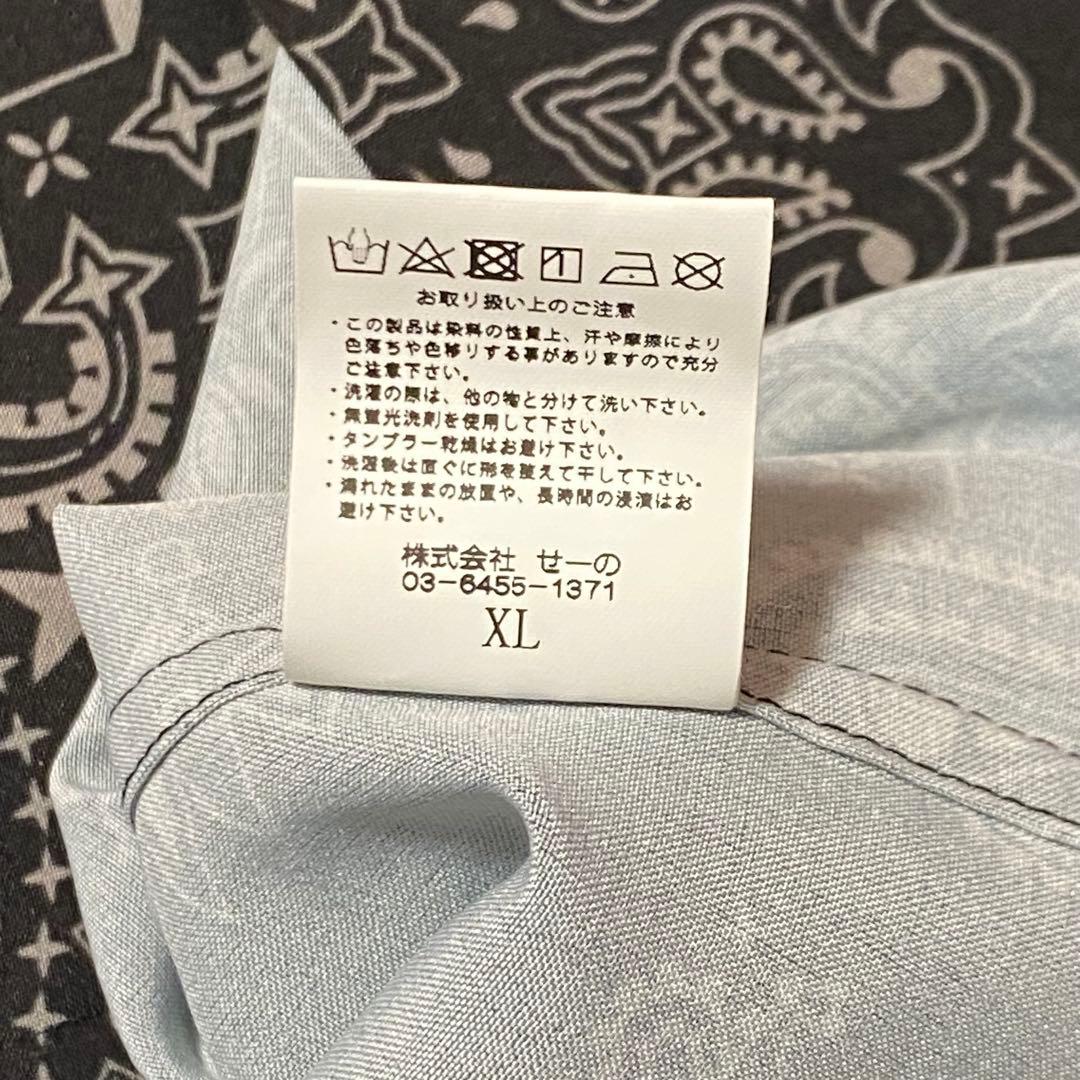 お取り扱い上のご注意
・この製品は染料の性質上、汗や摩擦により
色落ちや色移りする事がありますので充分
ご注意下さい。
・洗濯の際は、他の物と分けて洗い下さい。
・無蛍光洗剤を使用して下さい。
・タンブラー乾燥はお避け下さい。
・洗濯後は直ぐに形を整えて干して下さい。
・濡れたままの放置や、長時間の浸漬はお
避け下さい。
株式会社 せーの
03-6455-1371
XL